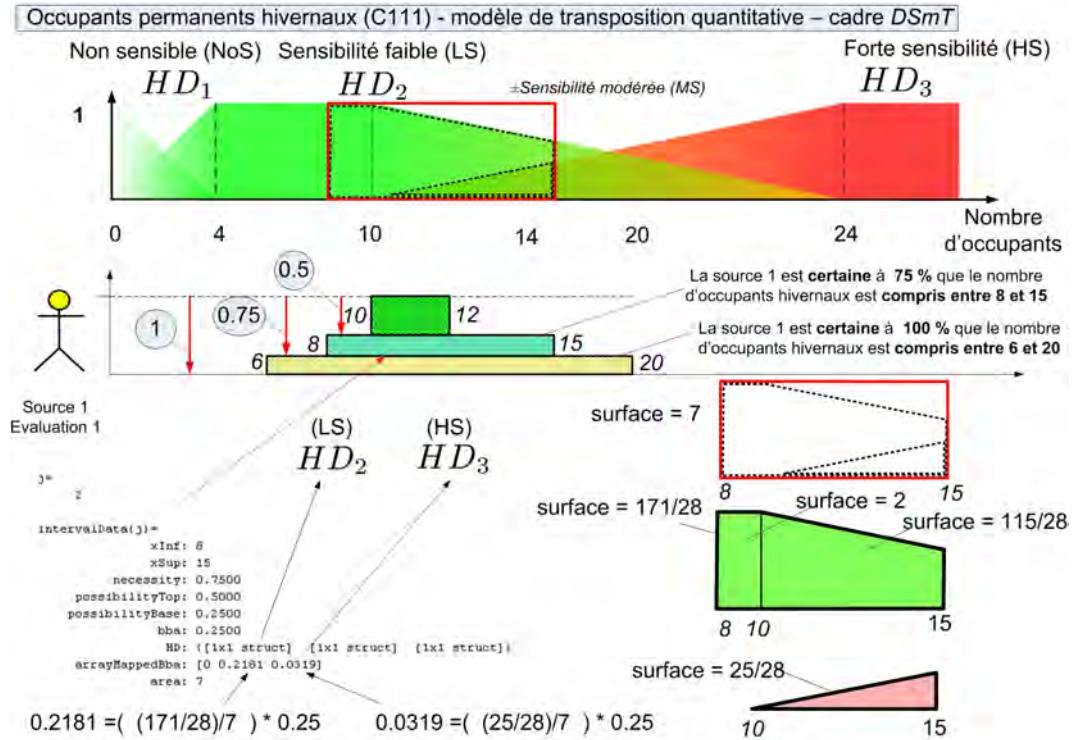 Occupants permanents hivernaux (C111) - modèle de transposition quantitative – cadre DSmT
Non sensible (NoS)
Sensibilité faible (LS)
Forte sensibilité (HS)
HD1
HD2
±Sensibilité modérée (MS)
HD3
1
0
4
10
14
20
24
Nombre
d'occupants
0.5
0.75
1
10
12
8
15
6
20
La source 1 est certaine à 75 % que le nombre
d'occupants hivernaux est compris entre 8 et 15
La source 1 est certaine à 100 % que le nombre
d'occupants hivernaux est compris entre 6 et 20
Source 1
Evaluation 1
(LS)
HD2
(HS)
HD3
surface = 7
8
15
j=
2
intervalData(j)=
xInf: 8
xSup: 15
necessity: 0.7500
possibilityTop: 0.5000
possibilityBase: 0.2500
bba: 0.2500
HD: ([1x1 struct] [1x1 struct] [1x1 struct])
arrayMappedBba: [0 0.2181 0.0319]
area: 7
surface = 171/28
surface = 2
surface = 115/28
8
10
15
surface = 25/28
10
15
0.2181 =( (171/28)/7 ) * 0.25
0.0319 =( (25/28)/7 ) * 0.25